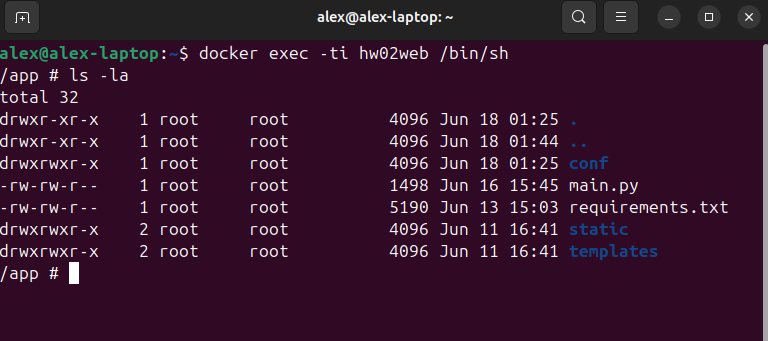 alex@alex-laptop: ~
alex@alex-laptop:~$ docker exec -ti hw02web /bin/sh
/app # ls -la
total 32
drwxr-xr-x    1 root     root          4096 Jun 18 01:25 .
drwxr-xr-x    1 root     root          4096 Jun 18 01:44 ..
drwxrwxr-x    1 root     root          4096 Jun 18 01:25 conf
-rw-rw-r--    1 root     root          1498 Jun 16 15:45 main.py
-rw-rw-r--    1 root     root          5190 Jun 13 15:03 requirements.txt
drwxrwxr-x    2 root     root          4096 Jun 11 16:41 static
drwxrwxr-x    2 root     root          4096 Jun 11 16:41 templates
/app #